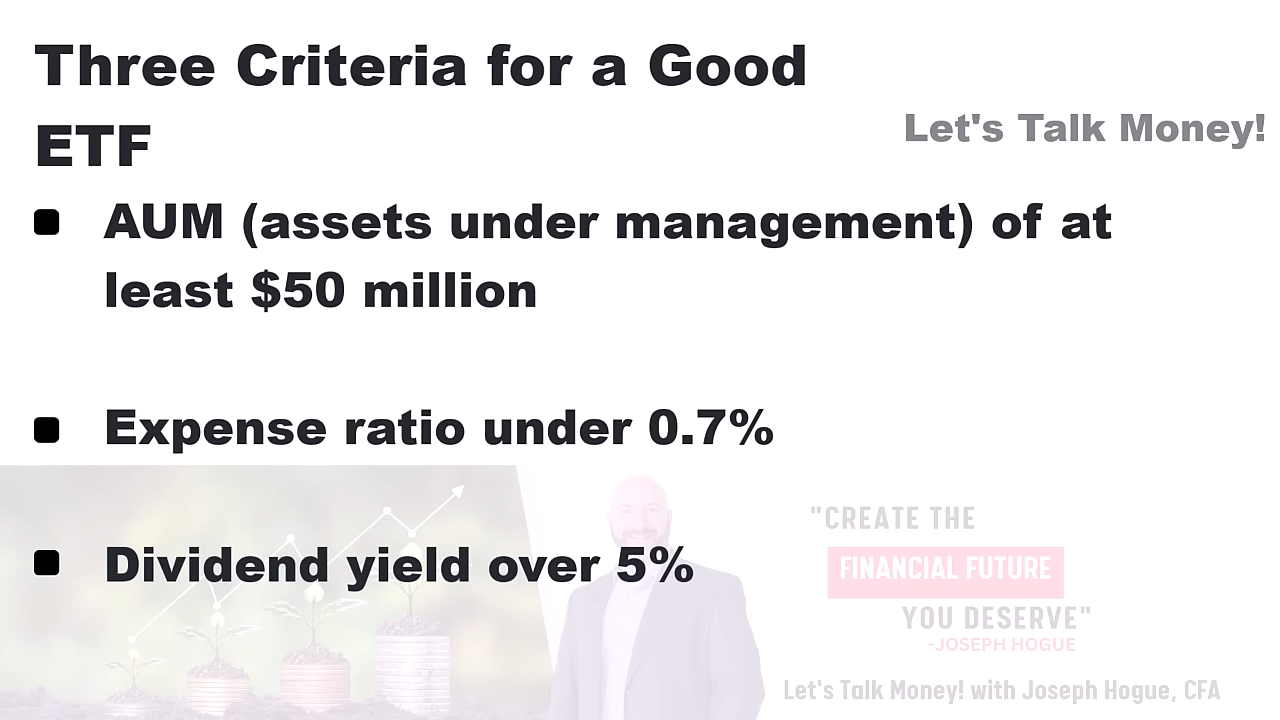 Three Criteria for a Good
ETF
Let's Talk Money!
AUM (assets under management) of at
least $50 million
Expense ratio under 0.7%
Dividend yield over 5%
"CREATE THE
FINANCIAL FUTURE
YOU DESERVE"
-JOSEPH HOGUE
Let's Talk Money! with Joseph Hogue, CFA